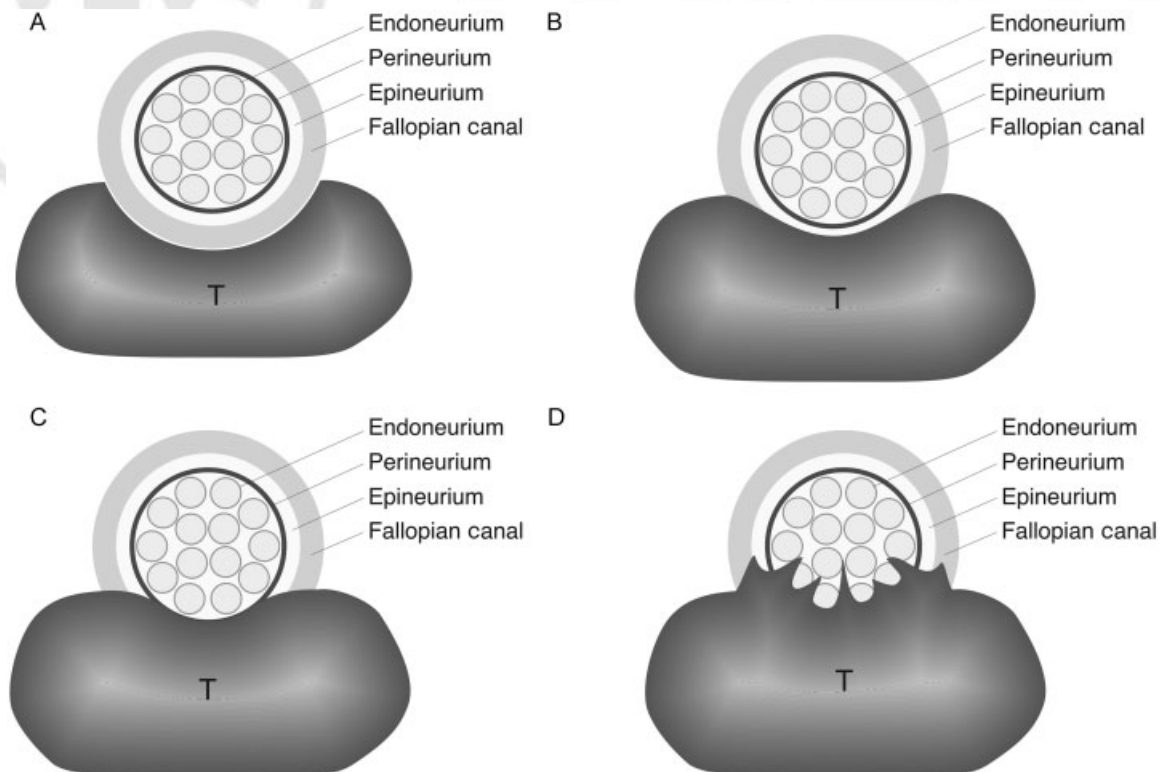 A
Endoneurium
Perineurium
Epineurium
Fallopian canal
T
B
Endoneurium
Perineurium
Epineurium
Fallopian canal
T
C
Endoneurium
Perineurium
Epineurium
Fallopian canal
T
D
Endoneurium
Perineurium
Epineurium
Fallopian canal
T